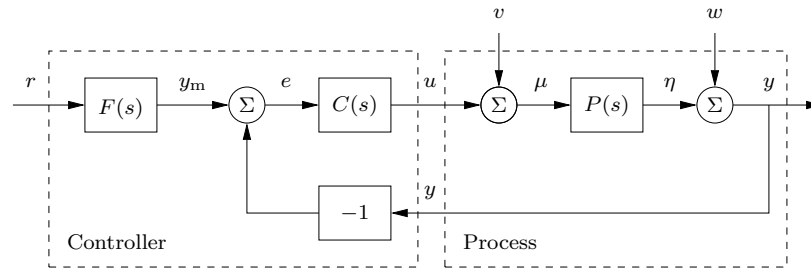 v
w
r
F(s)
y_m
Σ
e
C(s)
u
Σ
μ
P(s)
η
Σ
y
−1
y
Controller
Process